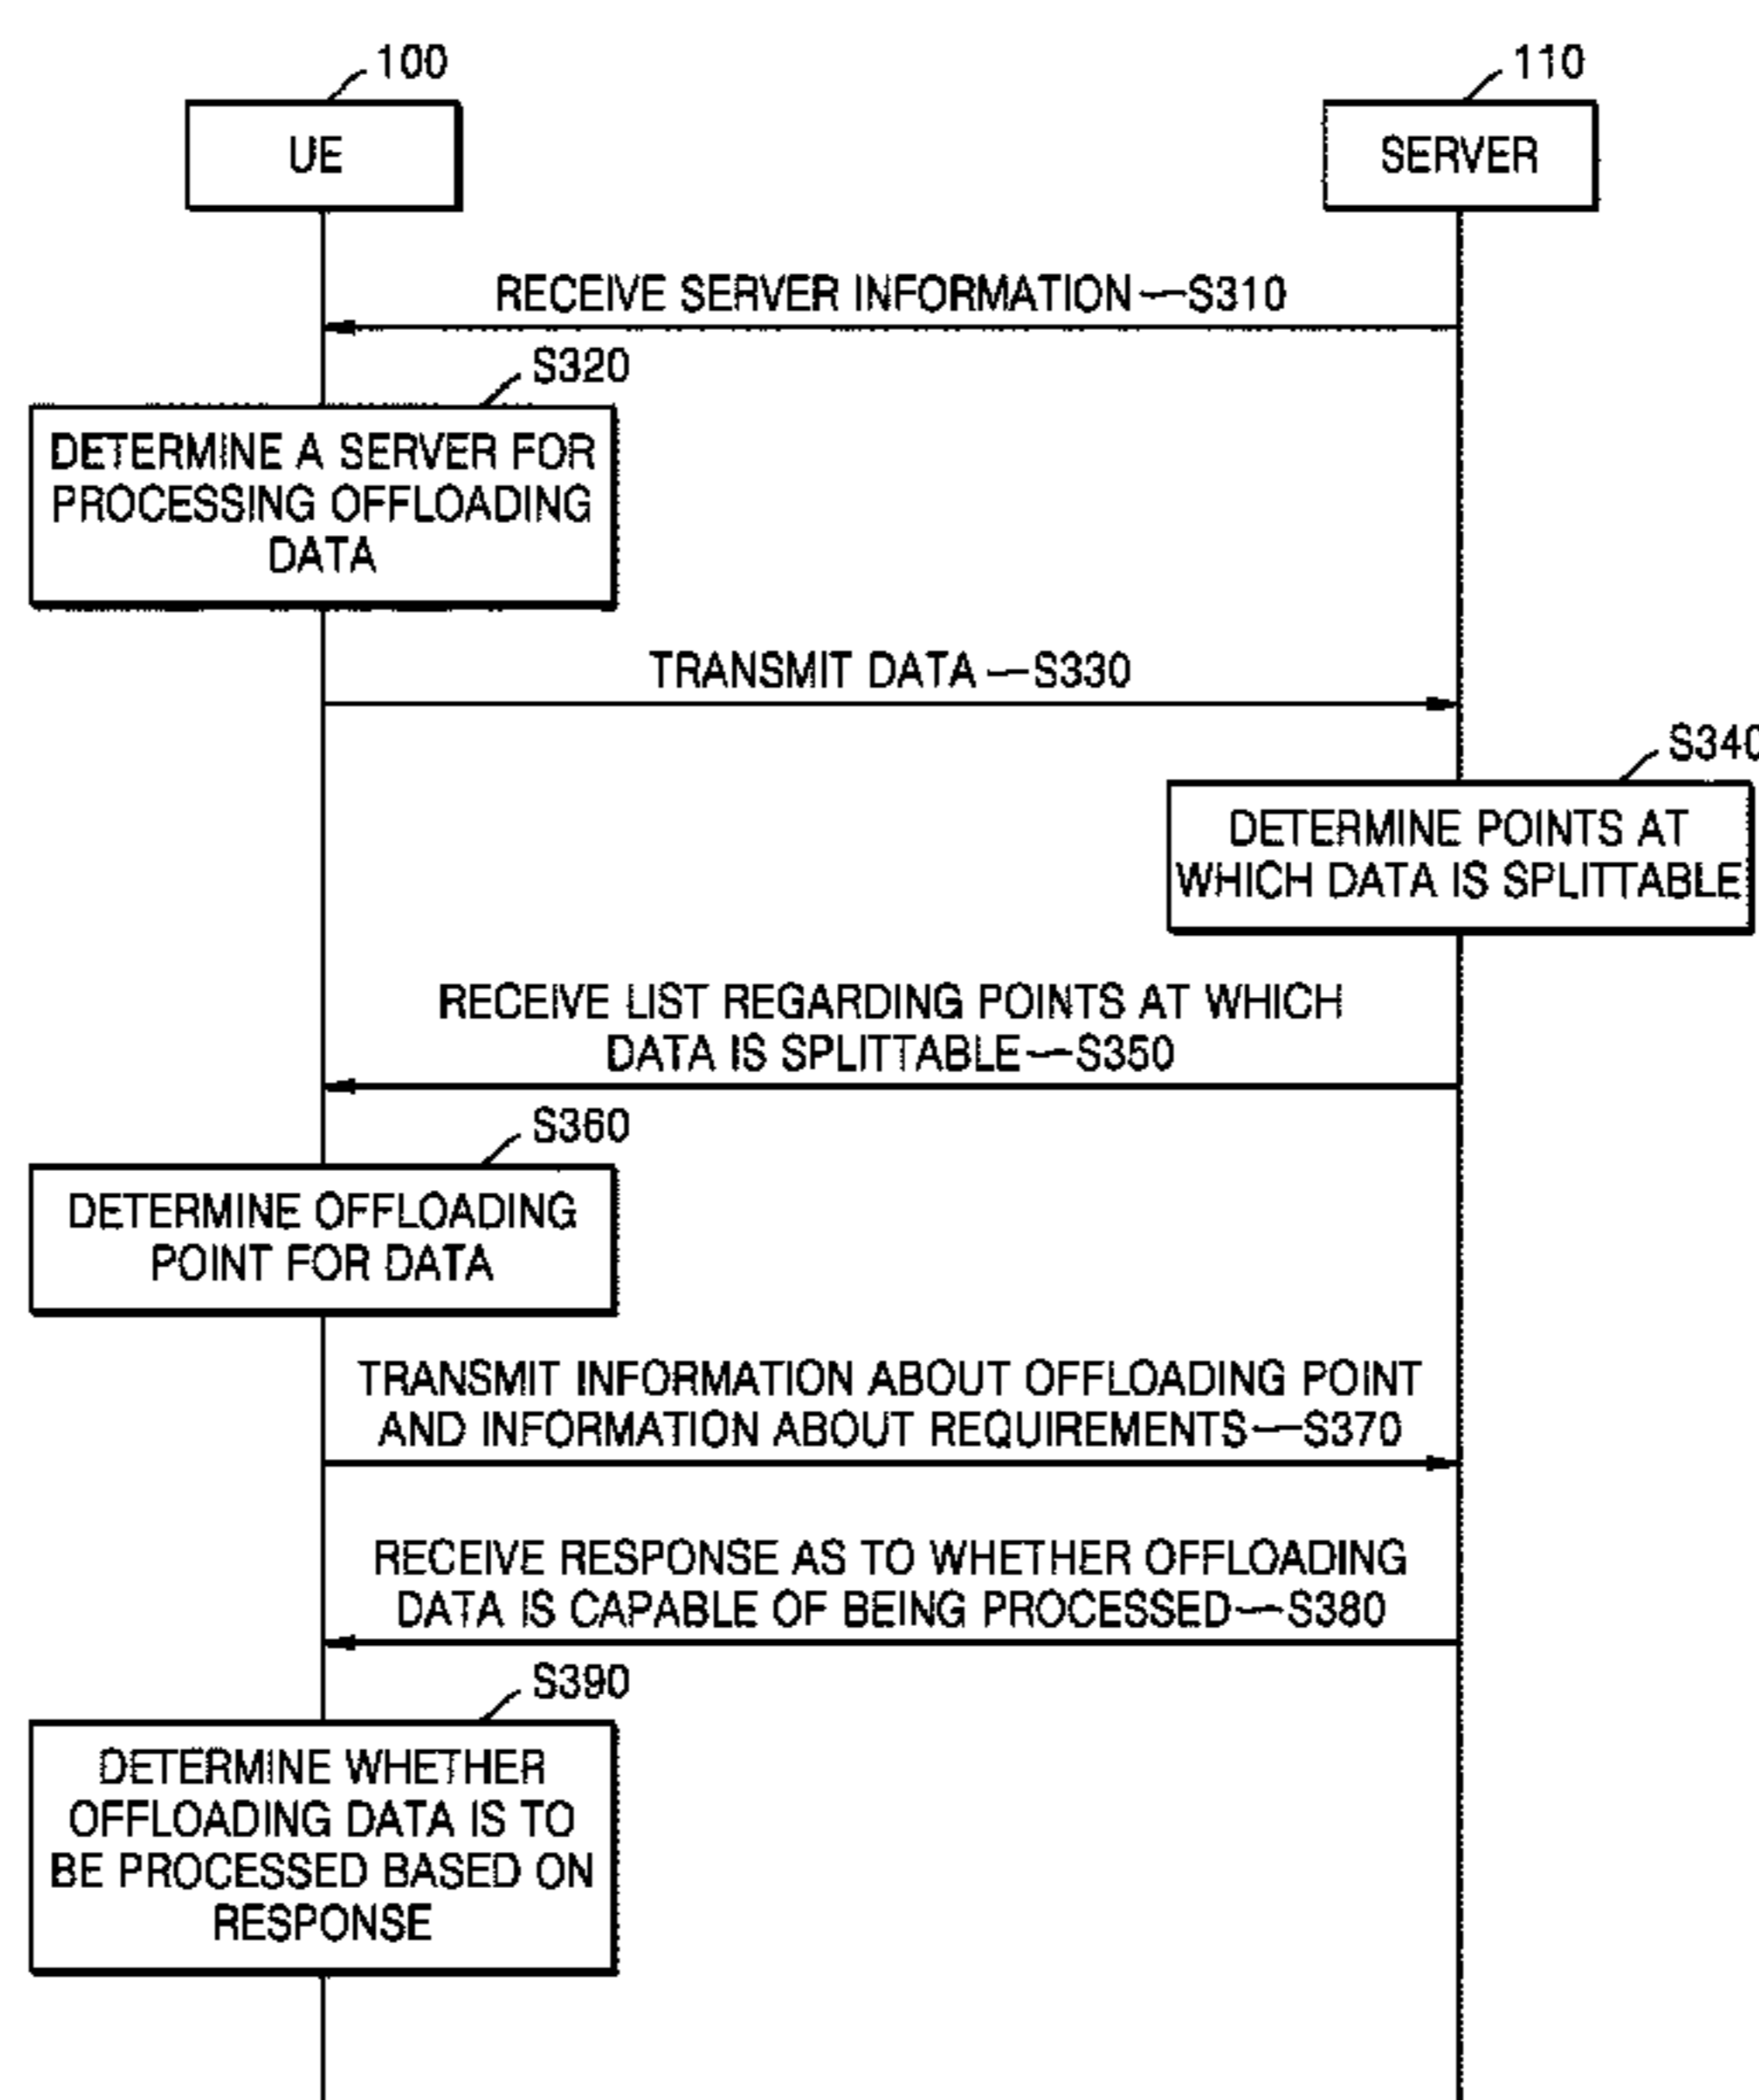 100
110
UE
SERVER
RECEIVE SERVER INFORMATION—S310
S320
DETERMINE A SERVER FOR
PROCESSING OFFLOADING
DATA
TRANSMIT DATA—S330
S340
DETERMINE POINTS AT
WHICH DATA IS SPLITTABLE
RECEIVE LIST REGARDING POINTS AT WHICH
DATA IS SPLITTABLE—S350
S360
DETERMINE OFFLOADING
POINT FOR DATA
TRANSMIT INFORMATION ABOUT OFFLOADING POINT
AND INFORMATION ABOUT REQUIREMENTS—S370
RECEIVE RESPONSE AS TO WHETHER OFFLOADING
DATA IS CAPABLE OF BEING PROCESSED—S380
S390
DETERMINE WHETHER
OFFLOADING DATA IS TO
BE PROCESSED BASED ON
RESPONSE